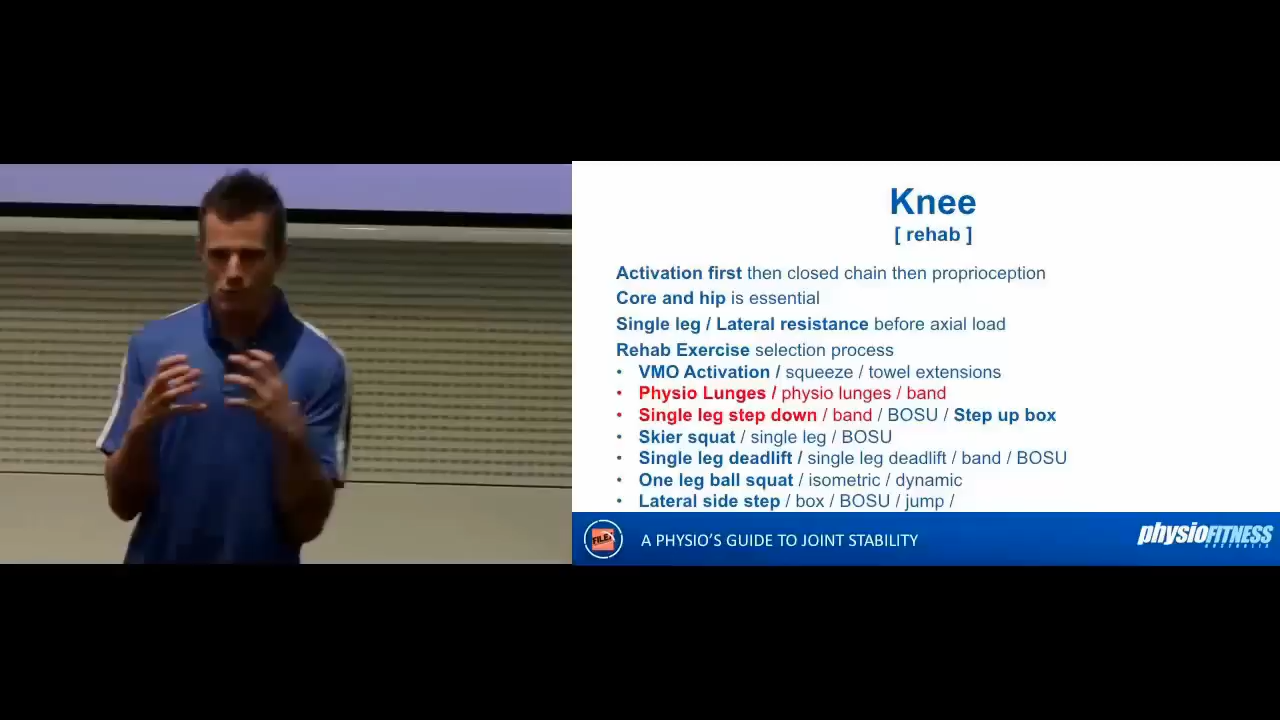 Knee
[ rehab ]
Activation first then closed chain then proprioception
Core and hip is essential
Single leg / Lateral resistance before axial load
Rehab Exercise selection process
• VMO Activation / squeeze / towel extensions
• Physio Lunges / physio lunges / band
• Single leg step down / band / BOSU / Step up box
• Skier squat / single leg / BOSU
• Single leg deadlift / single leg deadlift / band / BOSU
• One leg ball squat / isometric / dynamic
• Lateral side step / box / BOSU / jump /
FILEX
A PHYSIO'S GUIDE TO JOINT STABILITY
physioFITNESS
AUSTRALIA